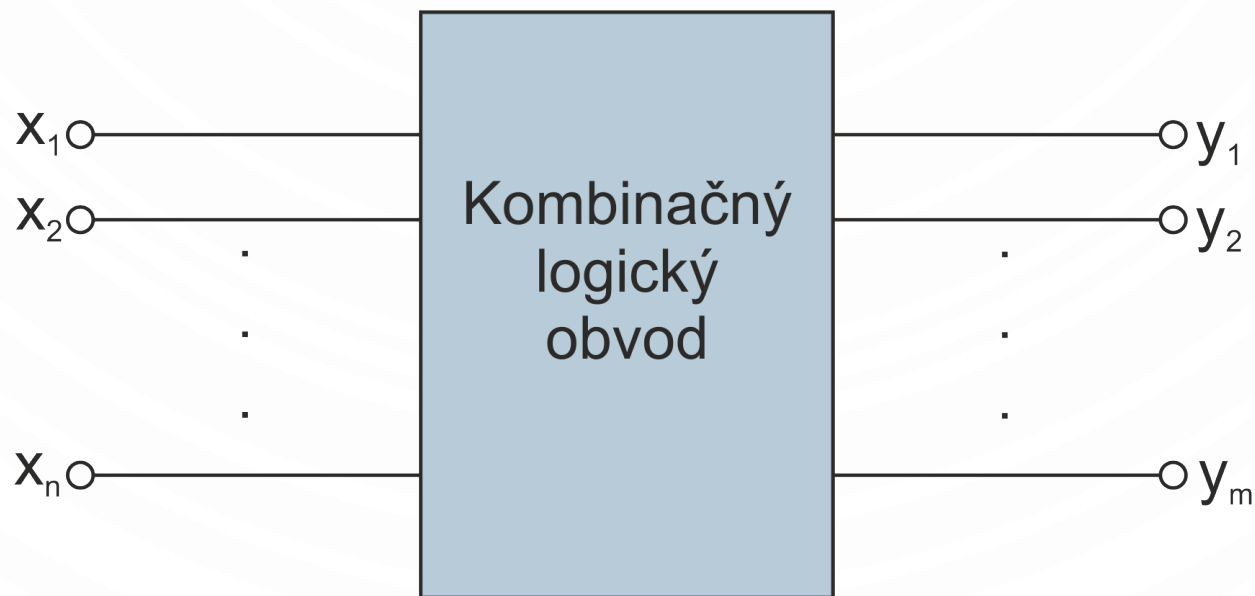 x₁
x₂
xₙ
Kombinačný
logický
obvod
y₁
y₂
yₘ